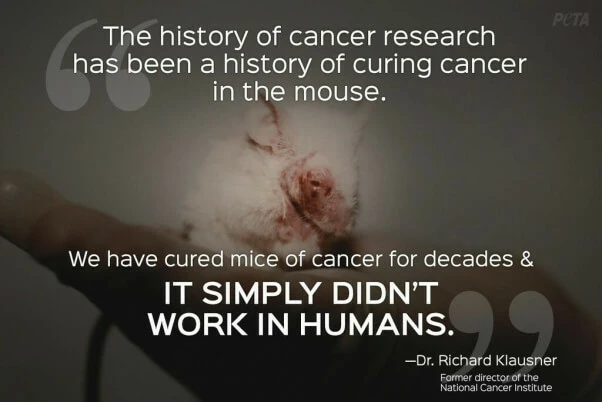 PETA
“The history of cancer research
has been a history of curing cancer
in the mouse.
We have cured mice of cancer for decades &
IT SIMPLY DIDN’T
WORK IN HUMANS.”
—Dr. Richard Klausner
Former director of the
National Cancer Institute